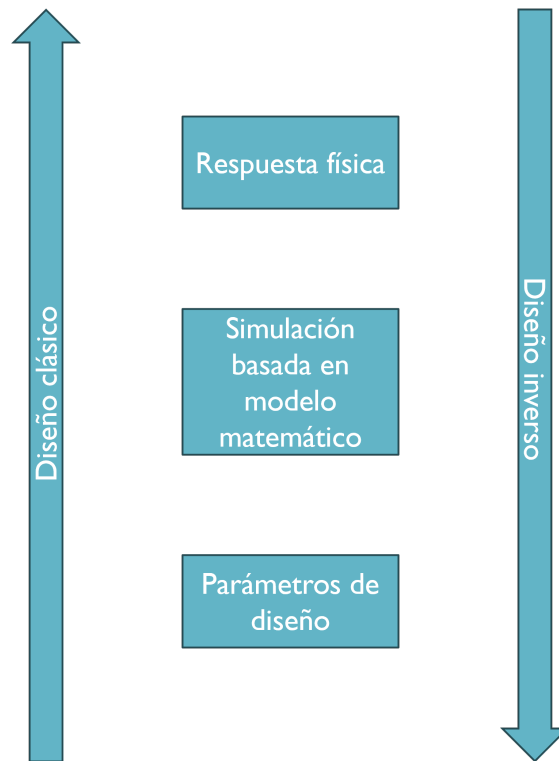 Respuesta física
Diseño clásico
Simulación
basada en
modelo
matemático
Diseño inverso
Parámetros de
diseño